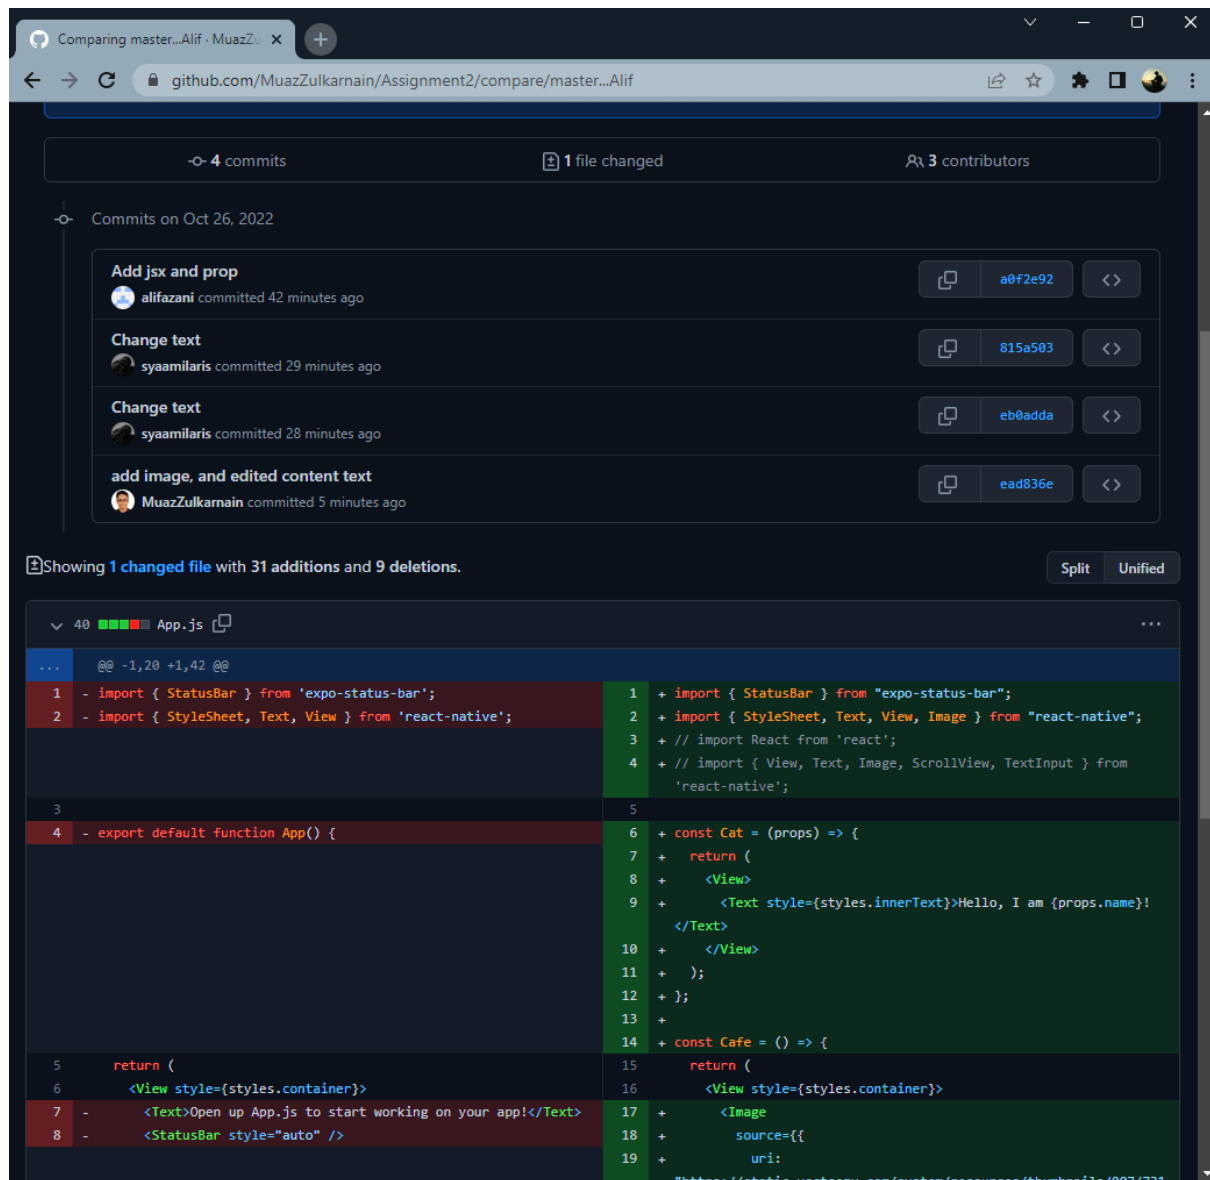 Comparing master...Alif · MuazZu
github.com/MuazZulkarnain/Assignment2/compare/master...Alif
4 commits
1 file changed
3 contributors
Commits on Oct 26, 2022
Add jsx and prop
alifazani committed 42 minutes ago
a0f2e92
Change text
syaamilaris committed 29 minutes ago
815a503
Change text
syaamilaris committed 28 minutes ago
eb0adda
add image, and edited content text
MuazZulkarnain committed 5 minutes ago
ead836e
Showing 1 changed file with 31 additions and 9 deletions.
Split Unified
40 App.js
... @@ -1,20 +1,42 @@
1 - import { StatusBar } from 'expo-status-bar';
2 - import { StyleSheet, Text, View } from 'react-native';
3
4 - export default function App() {
5 return (
6 <View style={styles.container}>
7 - <Text>Open up App.js to start working on your app!</Text>
8 - <StatusBar style="auto" />
1 + import { StatusBar } from "expo-status-bar";
2 + import { StyleSheet, Text, View, Image } from "react-native";
3 + // import React from 'react';
4 + // import { View, Text, Image, ScrollView, TextInput } from
'react-native';
5
6 + const Cat = (props) => {
7 + return (
8 + <View>
9 + <Text style={styles.innerText}>Hello, I am {props.name}!
</Text>
10 + </View>
11 + );
12 + };
13 +
14 + const Cafe = () => {
15 return (
16 <View style={styles.container}>
17 + <Image
18 + source={{
19 + uri: